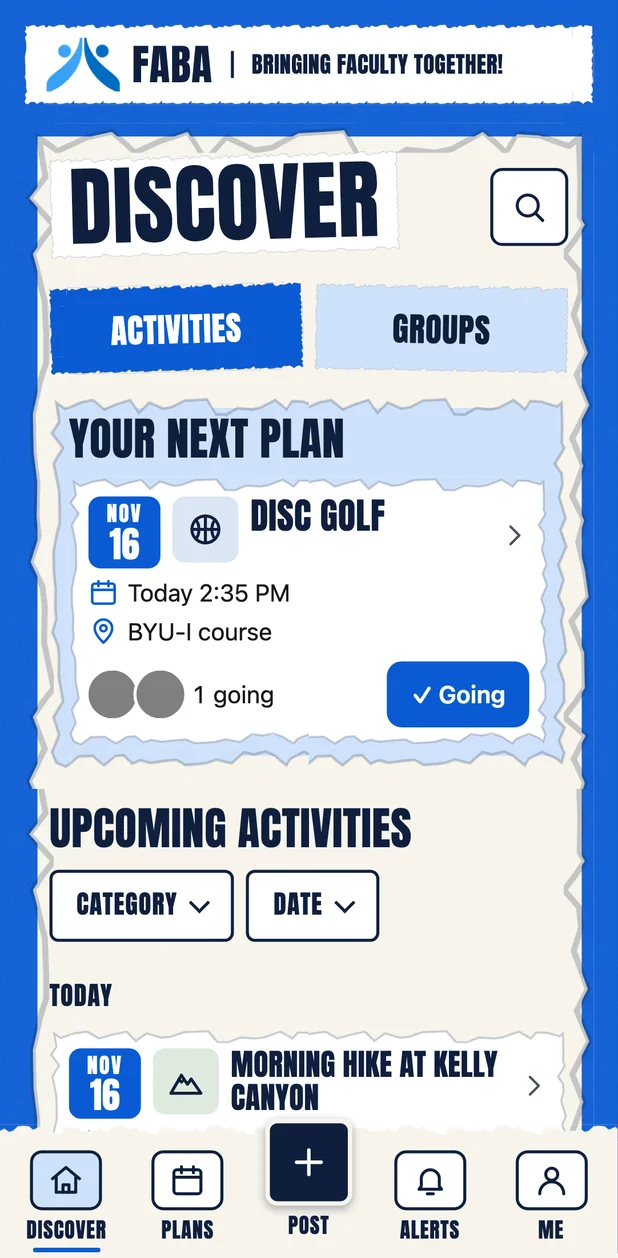 FABA | BRINGING FACULTY TOGETHER!
DISCOVER
ACTIVITIES
GROUPS
YOUR NEXT PLAN
NOV
16
DISC GOLF
Today 2:35 PM
BYU-I course
1 going
Going
UPCOMING ACTIVITIES
CATEGORY
DATE
TODAY
NOV
16
MORNING HIKE AT KELLY
CANYON
DISCOVER
PLANS
POST
ALERTS
ME